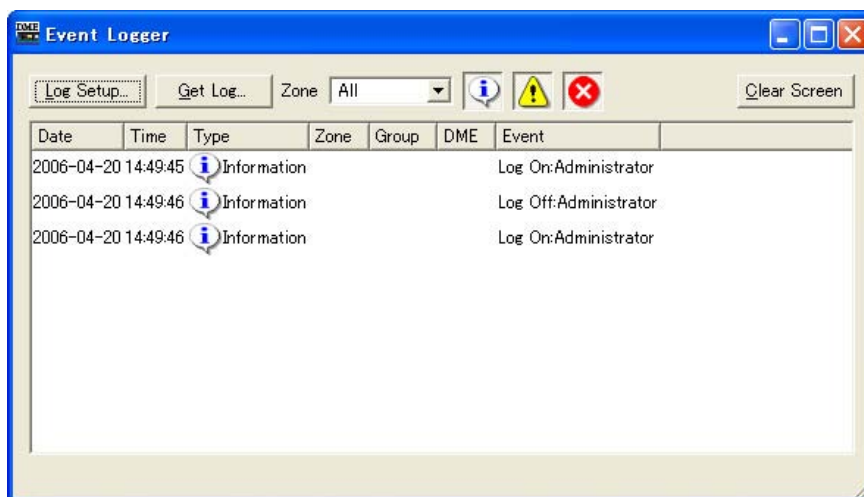 DME
Event Logger
Log Setup... Get Log... Zone All Clear Screen
Date Time Type Zone Group DME Event
2006-04-20 14:49:45 Information Log On:Administrator
2006-04-20 14:49:46 Information Log Off:Administrator
2006-04-20 14:49:46 Information Log On:Administrator